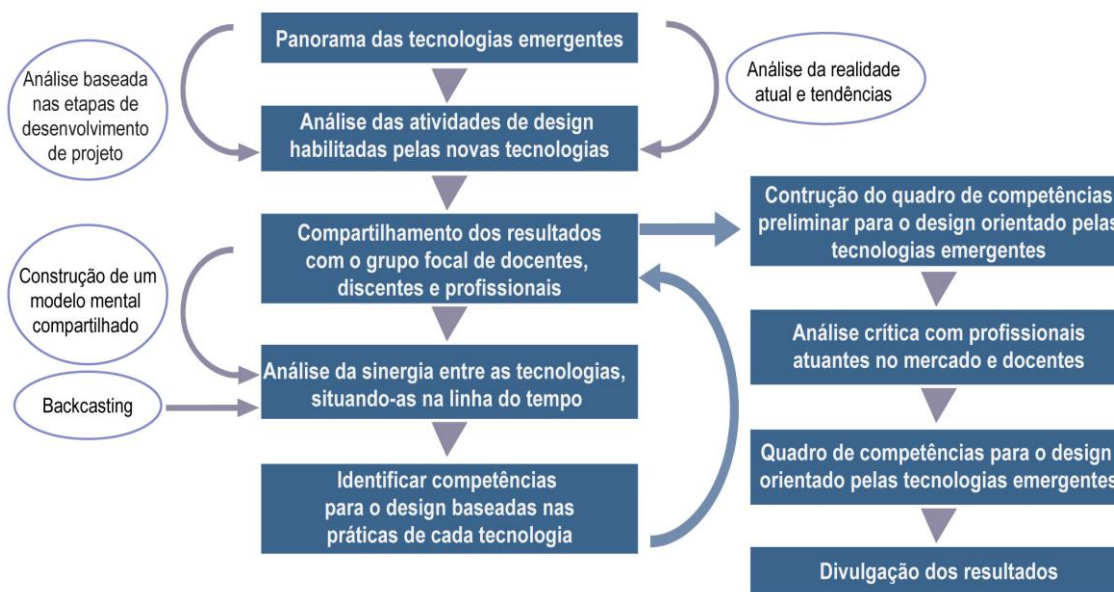 Panorama das tecnologias emergentes
Análise baseada
nas etapas de
desenvolvimento
de projeto
Análise da realidade
atual e tendências
Análise das atividades de design
habilitadas pelas novas tecnologias
Compartilhamento dos resultados
com o grupo focal de docentes,
discentes e profissionais
Construção de um
modelo mental
compartilhado
Análise da sinergia entre as tecnologias,
situando-as na linha do tempo
Backcasting
Identificar competências
para o design baseadas nas
práticas de cada tecnologia
Contrução do quadro de competências
preliminar para o design orientado pelas
tecnologias emergentes
Análise crítica com profissionais
atuantes no mercado e docentes
Quadro de competências para o design
orientado pelas tecnologias emergentes
Divulgação dos resultados